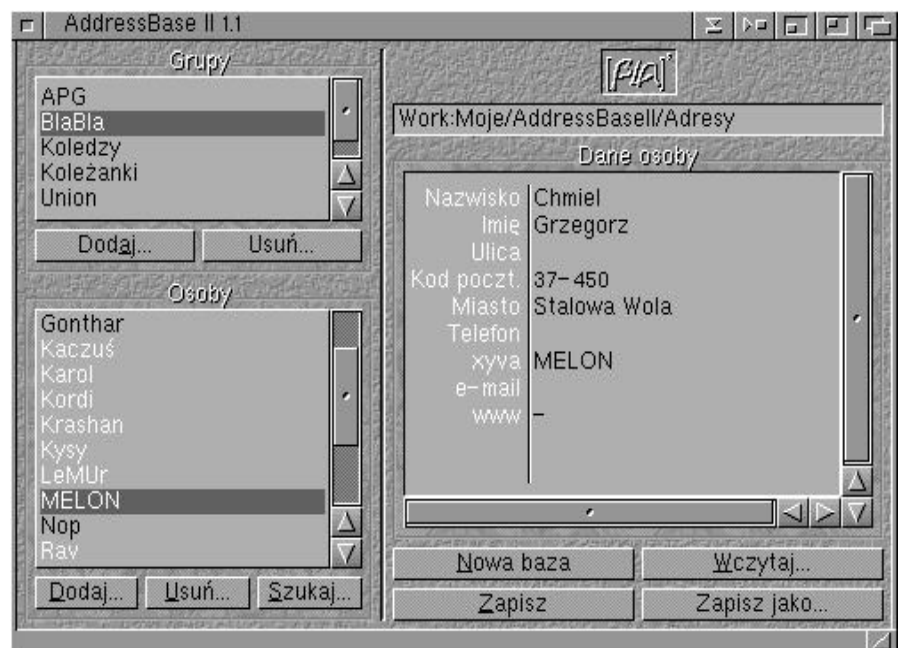 AddressBase II 1.1
Grupy
APG
BlaBla
Koledzy
Koleżanki
Union
Dodaj...
Usuń...
Osoby
Gonthar
Kaczuś
Karol
Kordi
Krashan
Kysy
LeMUr
MELON
Nop
Rav
Dodaj...
Usuń...
Szukaj...
Work:Moje/AddressBaseII/Adresy
Dane osoby
Nazwisko Chmiel
Imię Grzegorz
Ulica
Kod poczt. 37-450
Miasto Stalowa Wola
Telefon
xyva MELON
e-mail
www -
Nowa baza
Wczytaj...
Zapisz
Zapisz jako...